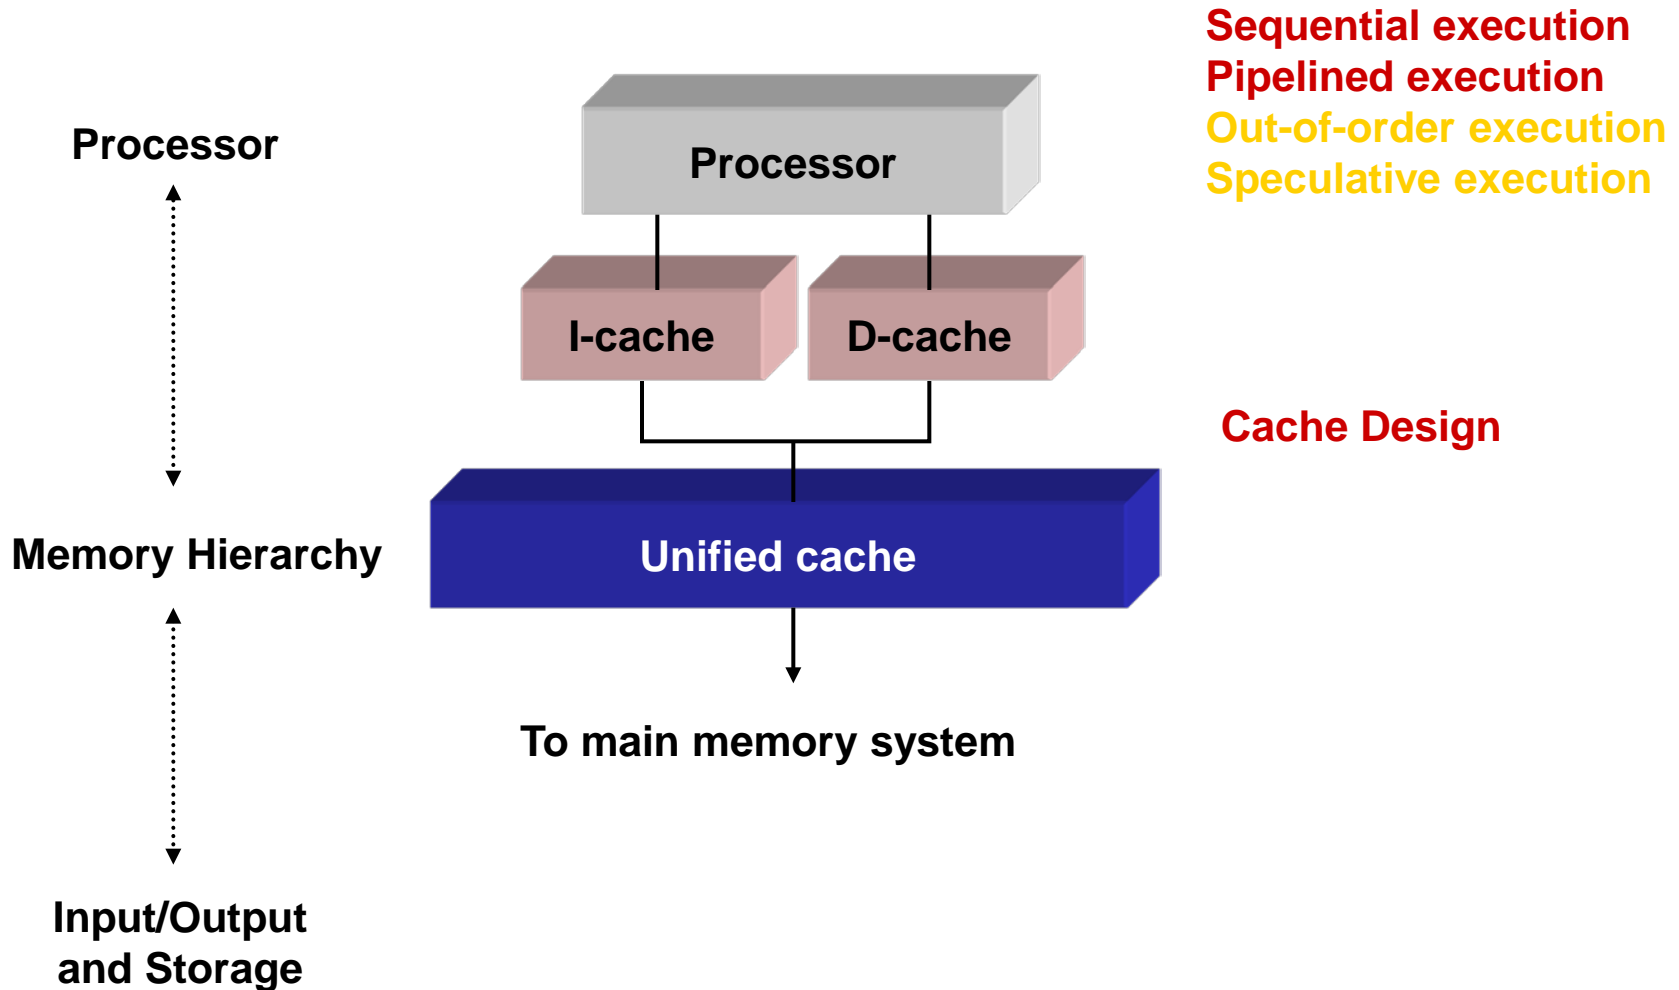 Sequential execution
Pipelined execution
Out-of-order execution
Speculative execution
Processor
Processor
I-cache
D-cache
Cache Design
Memory Hierarchy
Unified cache
To main memory system
Input/Output
and Storage